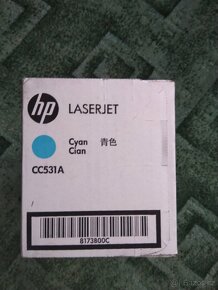 hp LASERJET
Cyan 青色
Cian
CC531A
8173800C